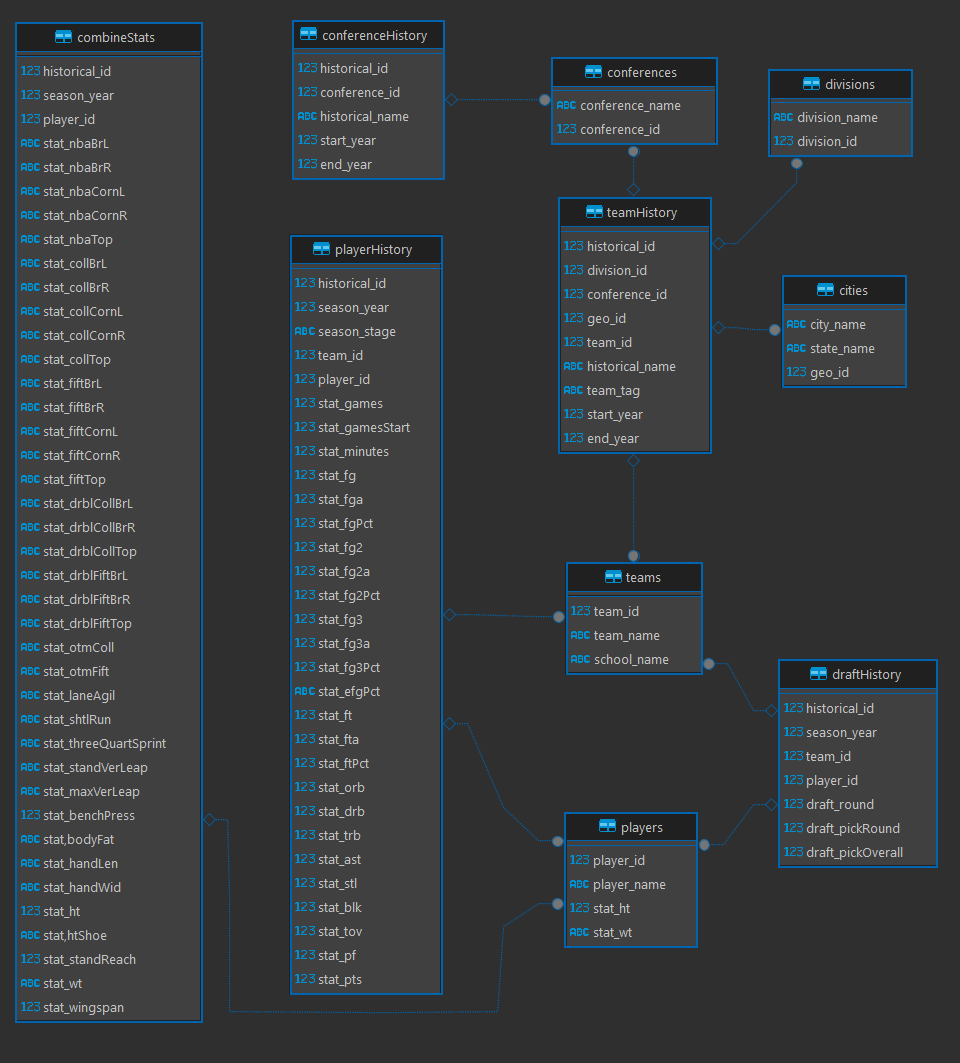 combineStats
123 historical_id
123 season_year
123 player_id
ABC stat_nbaBrL
ABC stat_nbaBrR
ABC stat_nbaCornL
ABC stat_nbaCornR
ABC stat_nbaTop
ABC stat_collBrL
ABC stat_collBrR
ABC stat_collCornL
ABC stat_collCornR
ABC stat_collTop
ABC stat_fiftBrL
ABC stat_fiftBrR
ABC stat_fiftCornL
ABC stat_fiftCornR
ABC stat_fiftTop
ABC stat_drblCollBrL
ABC stat_drblCollBrR
ABC stat_drblCollTop
ABC stat_drblFiftBrL
ABC stat_drblFiftBrR
ABC stat_drblFiftTop
ABC stat_otmColl
ABC stat_otmFift
ABC stat_laneAgil
ABC stat_shtlRun
ABC stat_threeQuartSprint
ABC stat_standVerLeap
ABC stat_maxVerLeap
123 stat_benchPress
ABC stat,bodyFat
ABC stat_handLen
ABC stat_handWid
123 stat_ht
ABC stat,htShoe
123 stat_standReach
ABC stat_wt
123 stat_wingspan
conferenceHistory
123 historical_id
123 conference_id
ABC historical_name
123 start_year
123 end_year
playerHistory
123 historical_id
123 season_year
ABC season_stage
123 team_id
123 player_id
123 stat_games
123 stat_gamesStart
123 stat_minutes
123 stat_fg
123 stat_fga
123 stat_fgPct
123 stat_fg2
123 stat_fg2a
123 stat_fg2Pct
123 stat_fg3
123 stat_fg3a
123 stat_fg3Pct
ABC stat_efgPct
123 stat_ft
123 stat_fta
123 stat_ftPct
123 stat_orb
123 stat_drb
123 stat_trb
123 stat_ast
123 stat_stl
123 stat_blk
123 stat_tov
123 stat_pf
123 stat_pts
conferences
ABC conference_name
123 conference_id
divisions
ABC division_name
123 division_id
teamHistory
123 historical_id
123 division_id
123 conference_id
123 geo_id
123 team_id
ABC historical_name
ABC team_tag
123 start_year
123 end_year
cities
ABC city_name
ABC state_name
123 geo_id
teams
123 team_id
ABC team_name
ABC school_name
draftHistory
123 historical_id
123 season_year
123 team_id
123 player_id
123 draft_round
123 draft_pickRound
123 draft_pickOverall
players
123 player_id
ABC player_name
123 stat_ht
ABC stat_wt